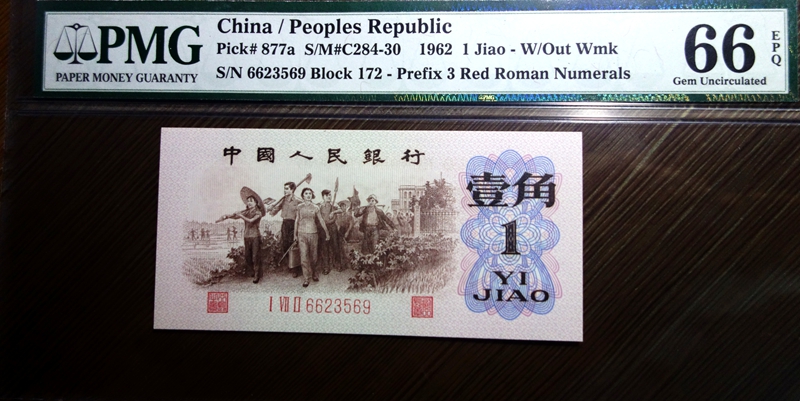 PMG
PAPER MONEY GUARANTY
China / Peoples Republic
Pick# 877a S/M#C284-30 1962 1 Jiao - W/Out Wmk
S/N 6623569 Block 172 - Prefix 3 Red Roman Numerals
66 EPQ
Gem Uncirculated
中國人民銀行
壹角
1
YI
JIAO
I VII II 6623569